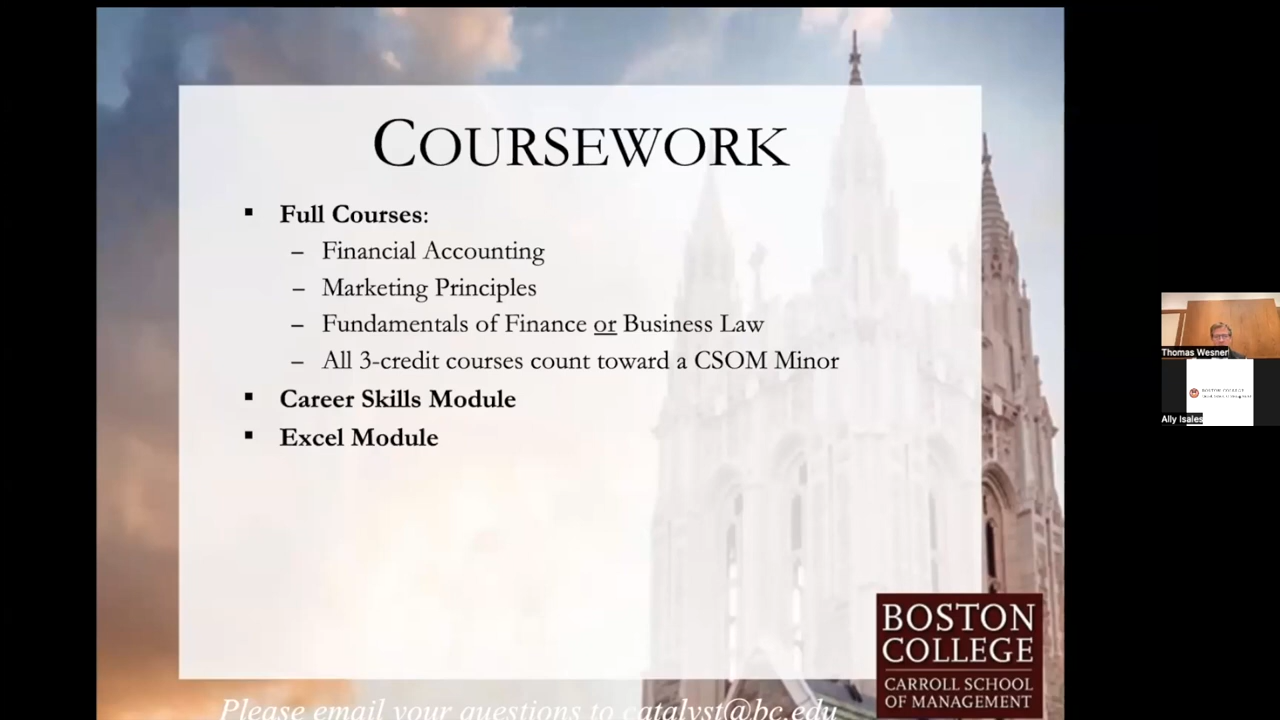 COURSEWORK
▪ Full Courses:
– Financial Accounting
– Marketing Principles
– Fundamentals of Finance or Business Law
– All 3-credit courses count toward a CSOM Minor
▪ Career Skills Module
▪ Excel Module
Please email your questions to catalyst@bc.edu
BOSTON
COLLEGE
CARROLL SCHOOL
OF MANAGEMENT
Thomas Wesner
BOSTON COLLEGE
Ally Isales